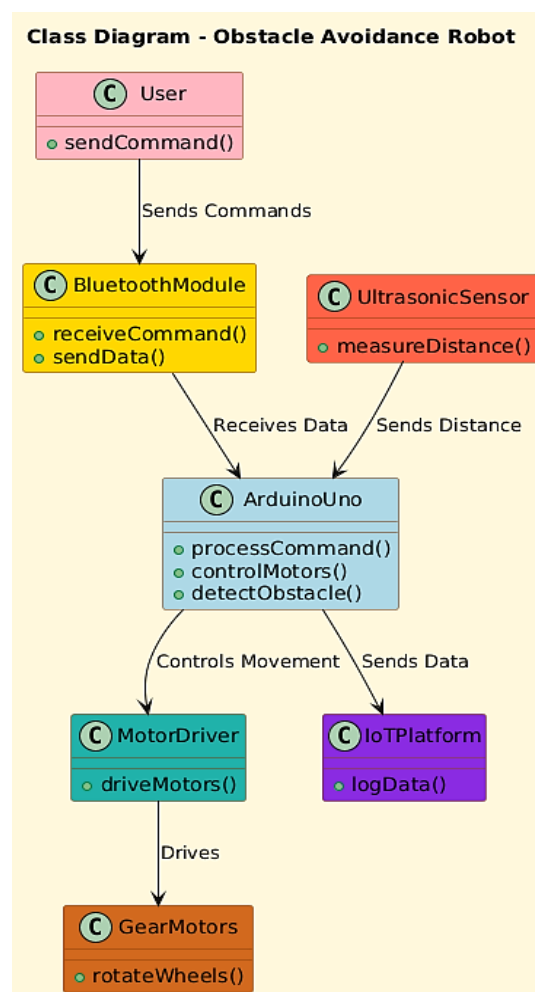 Class Diagram - Obstacle Avoidance Robot
C User
sendCommand()
Sends Commands
C BluetoothModule
receiveCommand()
sendData()
C UltrasonicSensor
measureDistance()
Receives Data
Sends Distance
C ArduinoUno
processCommand()
controlMotors()
detectObstacle()
Controls Movement
Sends Data
C MotorDriver
driveMotors()
C IoTPlatform
logData()
Drives
C GearMotors
rotateWheels()